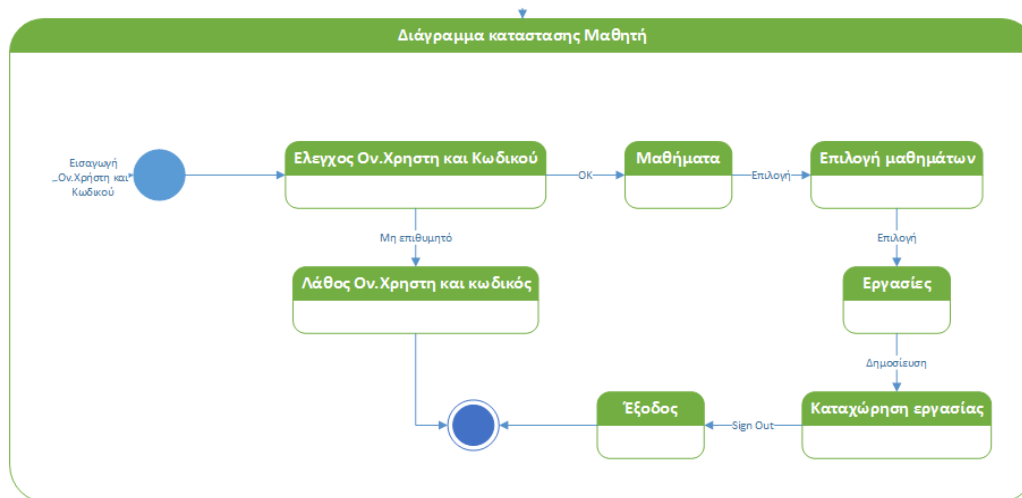 Διάγραμμα καταστασης Μαθητή
Εισαγωγή
_Ον.Χρήστη και
Κωδικού
Ελεγχος Ον.Χρηστη και Κωδικού
OK
Μαθήματα
Επιλογή
Επιλογή μαθημάτων
Μη επιθυμητό
Επιλογή
Λάθος Ον.Χρηστη και κωδικός
Εργασίες
Δημοσίευση
Έξοδος
Sign Out
Καταχώρηση εργασίας